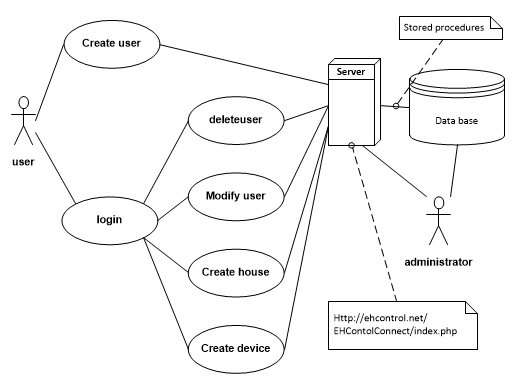 Stored procedures
Create user
Server
deleteuser
Data base
user
Modify user
login
administrator
Create house
Http://ehcontrol.net/
EHContolConnect/index.php
Create device